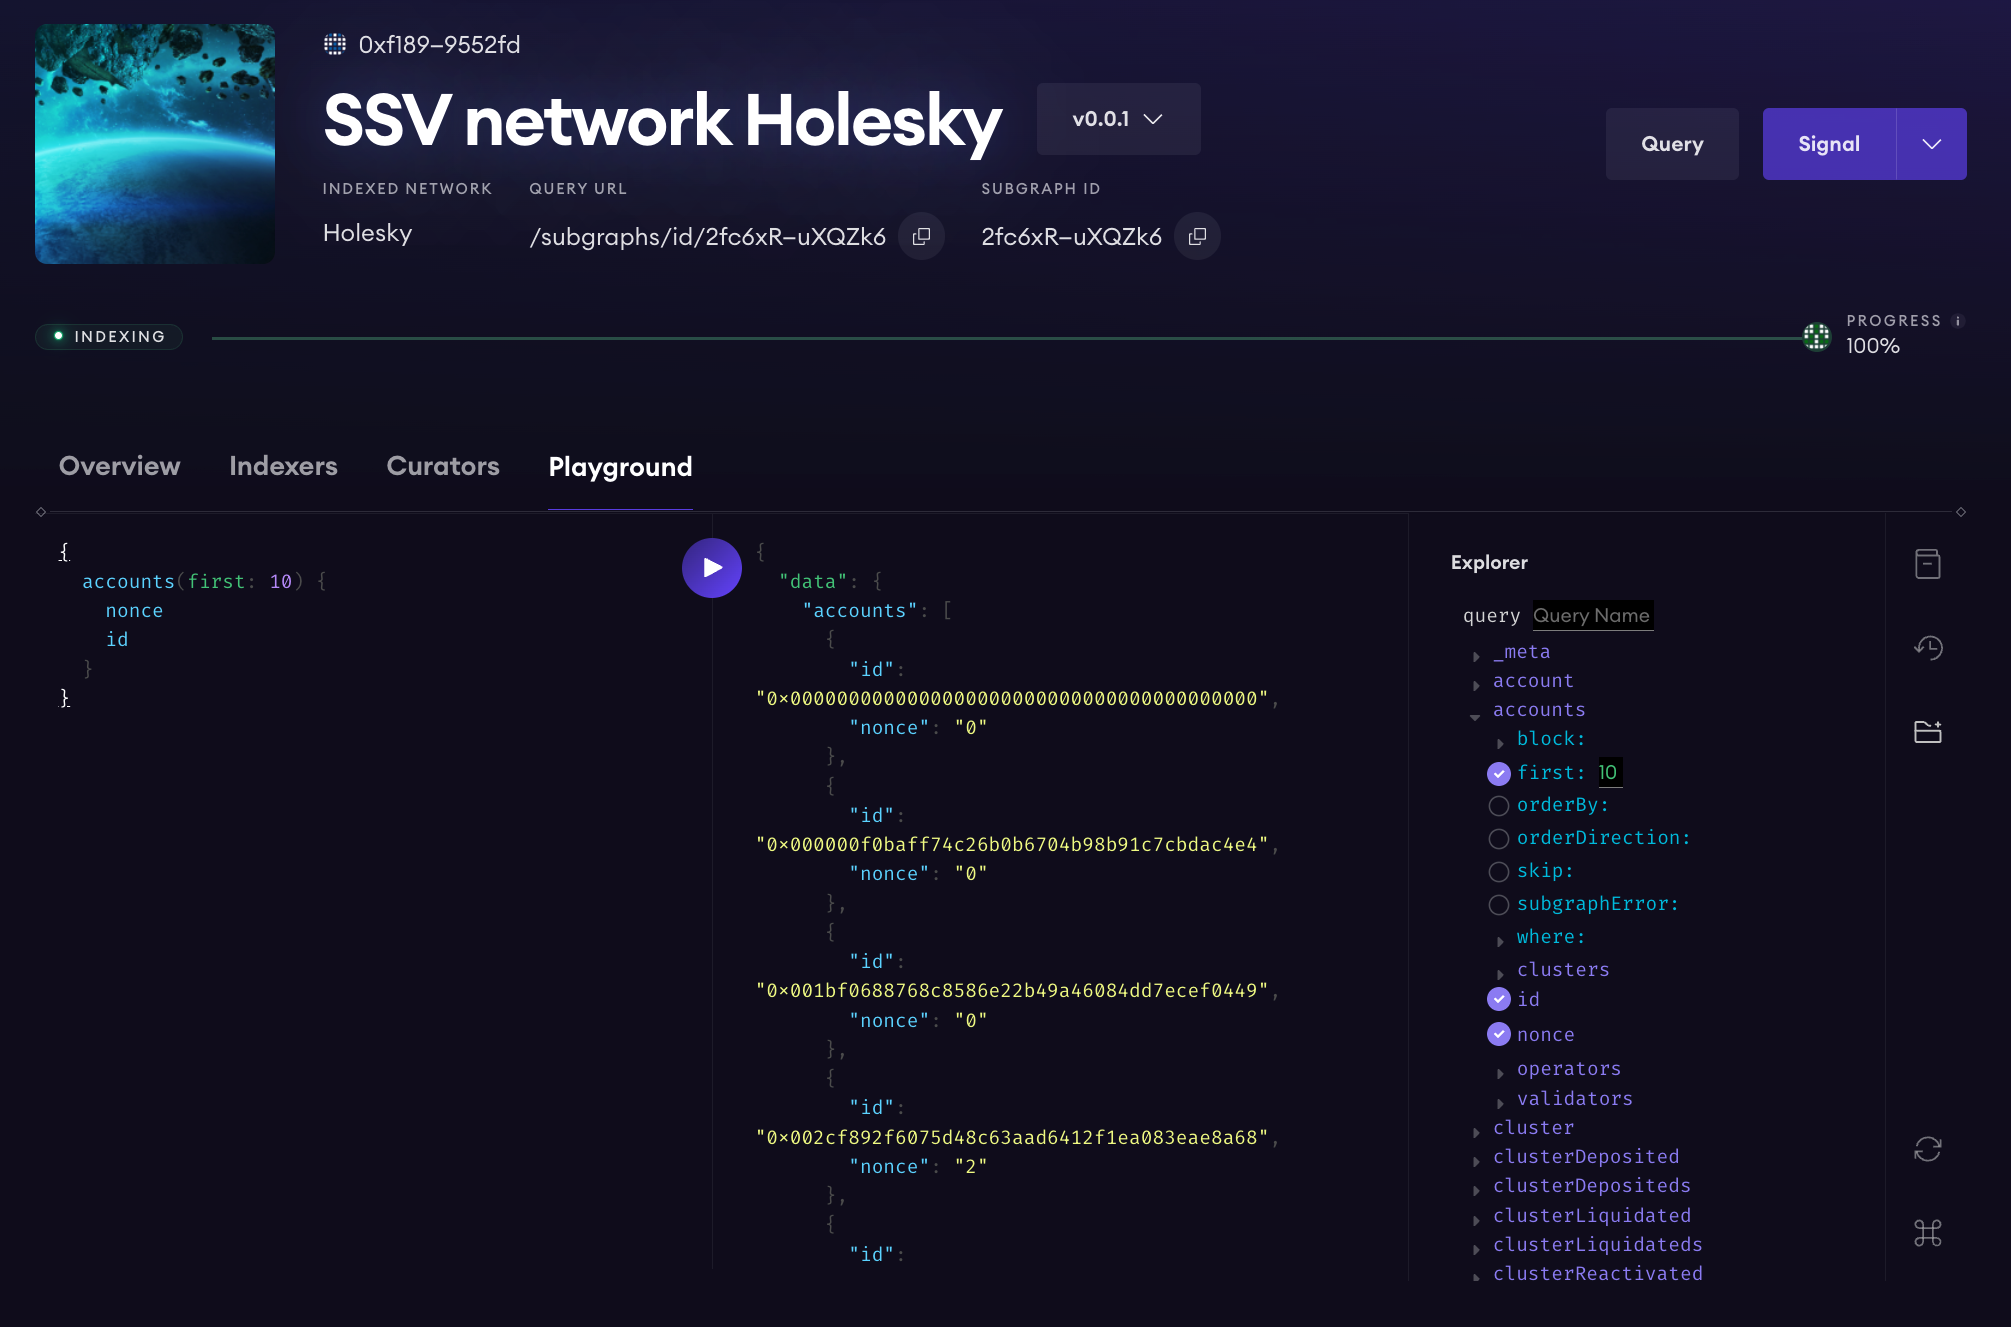 0xf189–9552fd
SSV network Holesky
v0.0.1
Query
Signal
INDEXED NETWORK
QUERY URL
SUBGRAPH ID
Holesky
/subgraphs/id/2fc6xR–uXQZk6
2fc6xR–uXQZk6
INDEXING
PROGRESS
100%
Overview
Indexers
Curators
Playground
{
accounts(first: 10) {
nonce
id
}
}
{
"data": {
"accounts": [
{
"id":
"0x0000000000000000000000000000000000000000",
"nonce": "0"
},
{
"id":
"0x000000f0baff74c26b0b6704b98b91c7cbdac4e4",
"nonce": "0"
},
{
"id":
"0x001bf0688768c8586e22b49a46084dd7ecef0449",
"nonce": "0"
},
{
"id":
"0x002cf892f6075d48c63aad6412f1ea083eae8a68",
"nonce": "2"
},
{
"id":
Explorer
query Query Name
_meta
account
accounts
block:
first: 10
orderBy:
orderDirection:
skip:
subgraphError:
where:
clusters
id
nonce
operators
validators
cluster
clusterDeposited
clusterDepositeds
clusterLiquidated
clusterLiquidateds
clusterReactivated